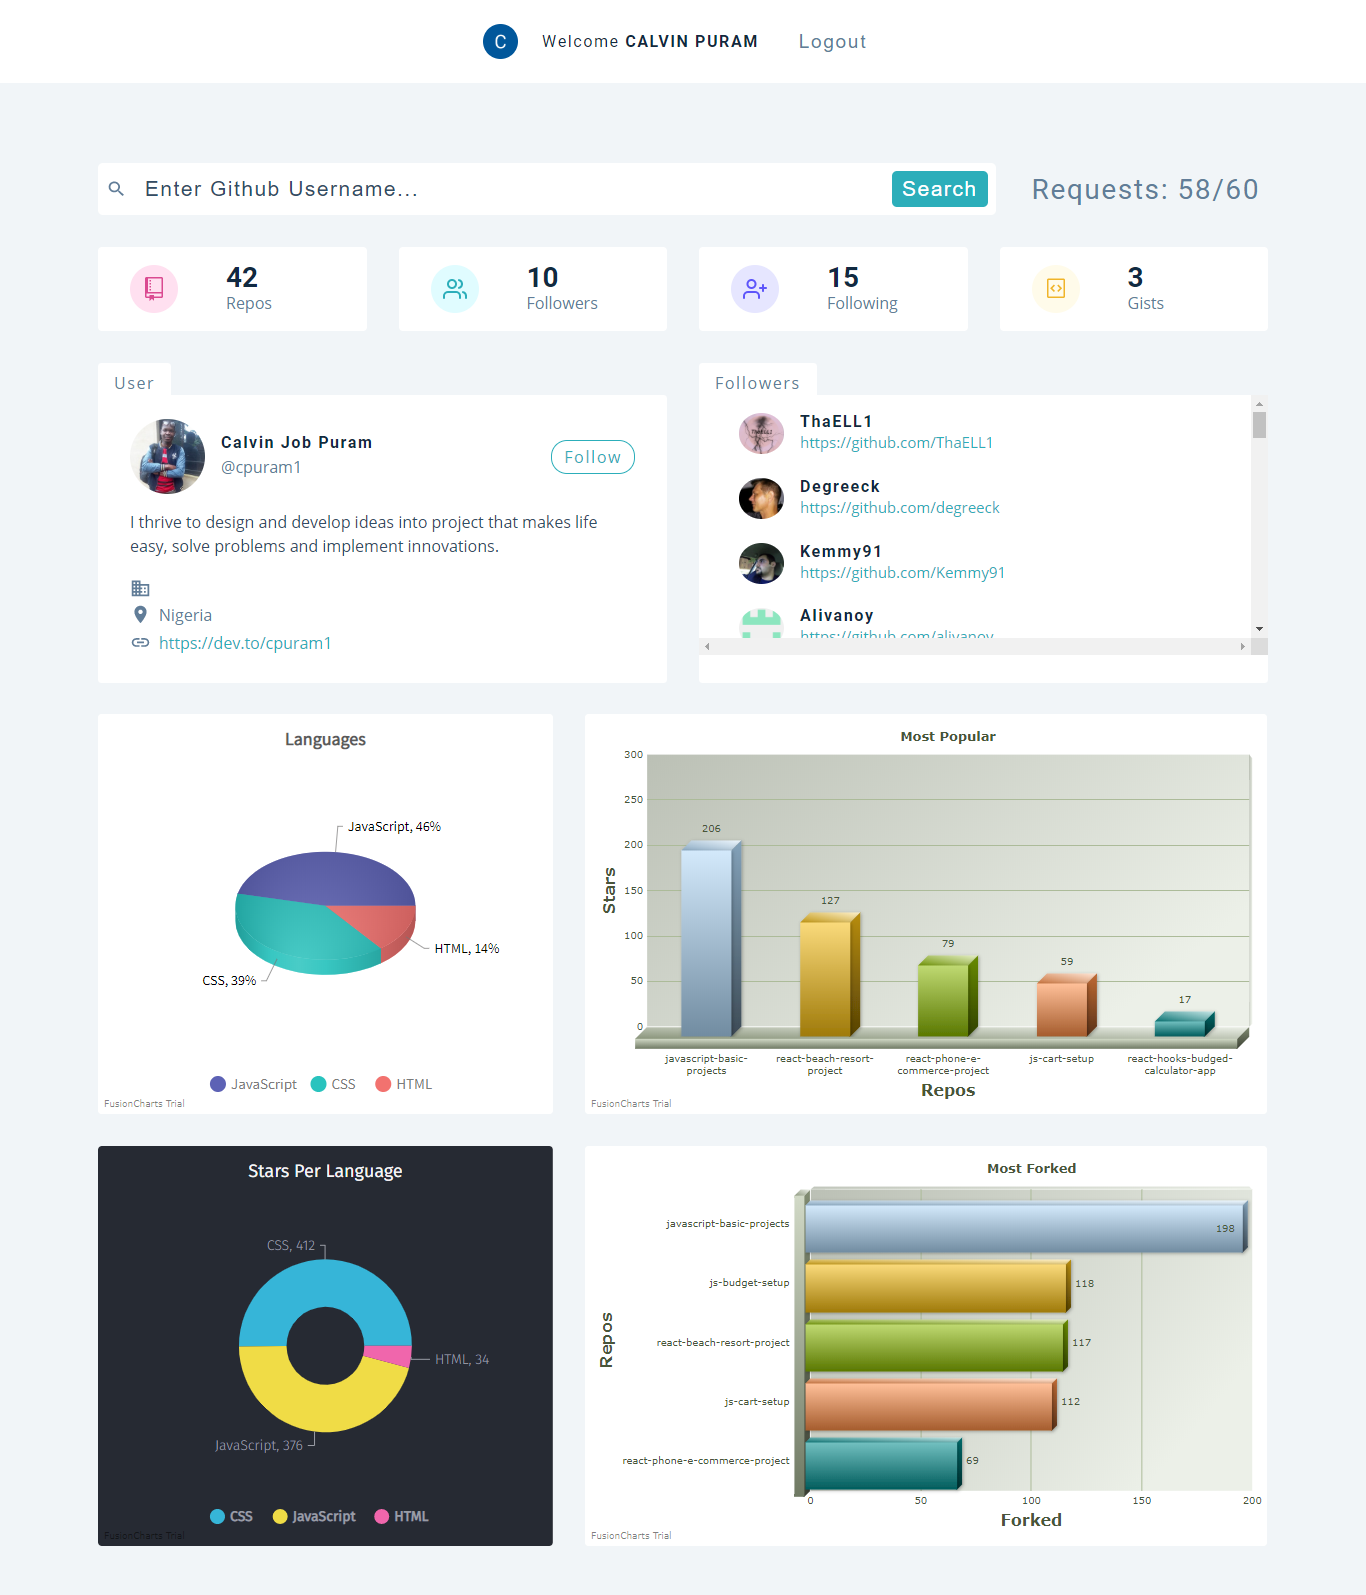 C
Welcome CALVIN PURAM
Logout
Enter Github Username...
Search
Requests: 58/60
42
Repos
10
Followers
15
Following
3
Gists
User
Calvin Job Puram
@cpuram1
Follow
I thrive to design and develop ideas into project that makes life
easy, solve problems and implement innovations.
Nigeria
https://dev.to/cpuram1
Followers
ThaELL1
https://github.com/ThaELL1
Degreeck
https://github.com/degreeck
Kemmy91
https://github.com/Kemmy91
Alivanoy
https://github.com/alivanoy
Languages
JavaScript, 46%
HTML, 14%
CSS, 39%
JavaScript
CSS
HTML
FusionCharts Trial
Most Popular
Stars
300
250
200
150
100
50
0
206
127
79
59
17
javascript-basic-
projects
react-beach-resort-
project
react-phone-e-
commerce-project
js-cart-setup
react-hooks-budged-
calculator-app
Repos
FusionCharts Trial
Stars Per Language
CSS, 412
HTML, 34
JavaScript, 376
CSS
JavaScript
HTML
FusionCharts Trial
Most Forked
Repos
javascript-basic-projects
198
js-budget-setup
118
react-beach-resort-project
117
js-cart-setup
112
react-phone-e-commerce-project
69
0
50
100
150
200
Forked
FusionCharts Trial